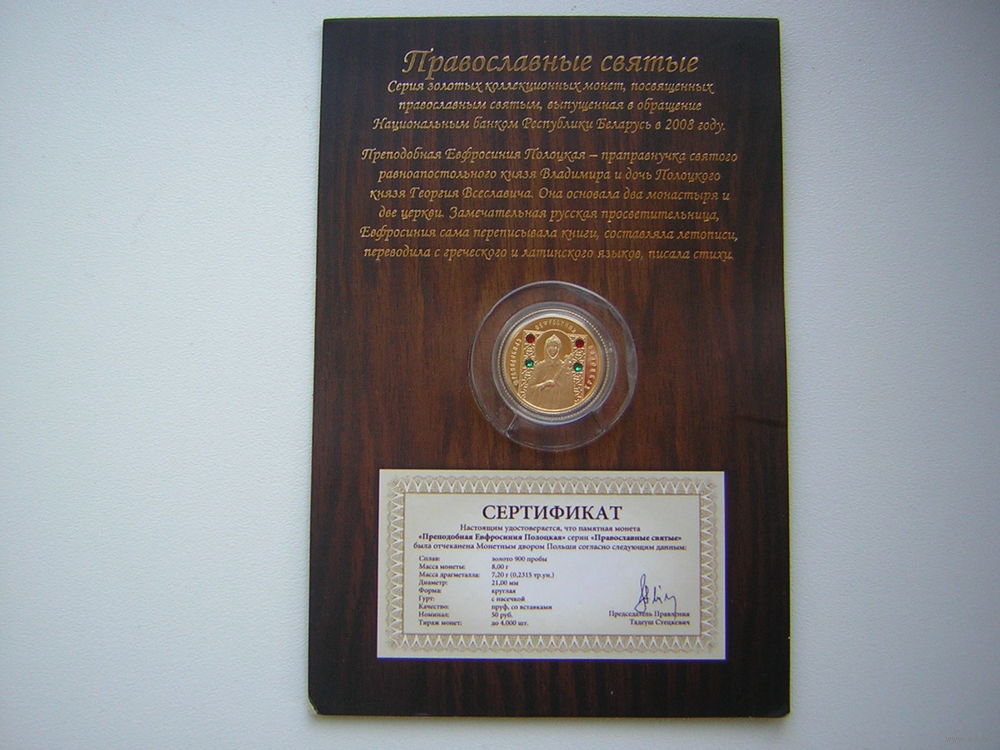 Православные святые
Серия золотых коллекционных монет, посвященных
православным святым, выпущенная в обращение
Национальным банком Республики Беларусь в 2008 году.
Преподобная Евфросиния Полоцкая – праправнучка святого
равноапостольного князя Владимира и дочь Полоцкого
князя Георгия Всеславича. Она основала два монастыря и
две церкви. Замечательная русская просветительница,
Евфросиния сама переписывала книги, составляла летописи,
переводила с греческого и латинского языков, писала стихи.
СЕРТИФИКАТ
Настоящим удостоверяется, что памятная монета
«Преподобная Евфросиния Полоцкая» серии «Православные святые»
была отчеканена Монетным двором Польши согласно следующим данным:
Сплав: золото 900 пробы
Масса монеты: 8,00 г
Масса драгметалла: 7,20 г (0,2315 тр.ун.)
Диаметр: 21,00 мм
Форма: круглая
Гурт: с насечкой
Качество: пруф, со вставками
Номинал: 50 руб.
Тираж монет: до 4.000 шт.
Председатель Правления
Тадеуш Стецкевич